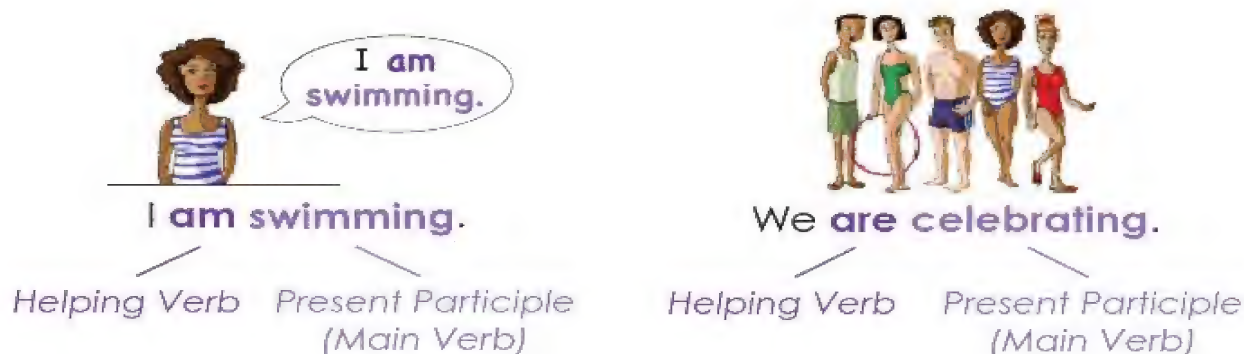 I am
swimming.
I am swimming.
Helping Verb
Present Participle
(Main Verb)
We are celebrating.
Helping Verb
Present Participle
(Main Verb)